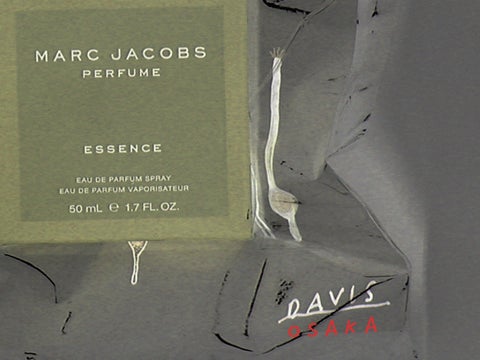 MARC JACOBS
PERFUME
ESSENCE
EAU DE PARFUM SPRAY
EAU DE PARFUM VAPORISATEUR
50 mL ℮ 1.7 FL. OZ.
DAVIS
OSAKA